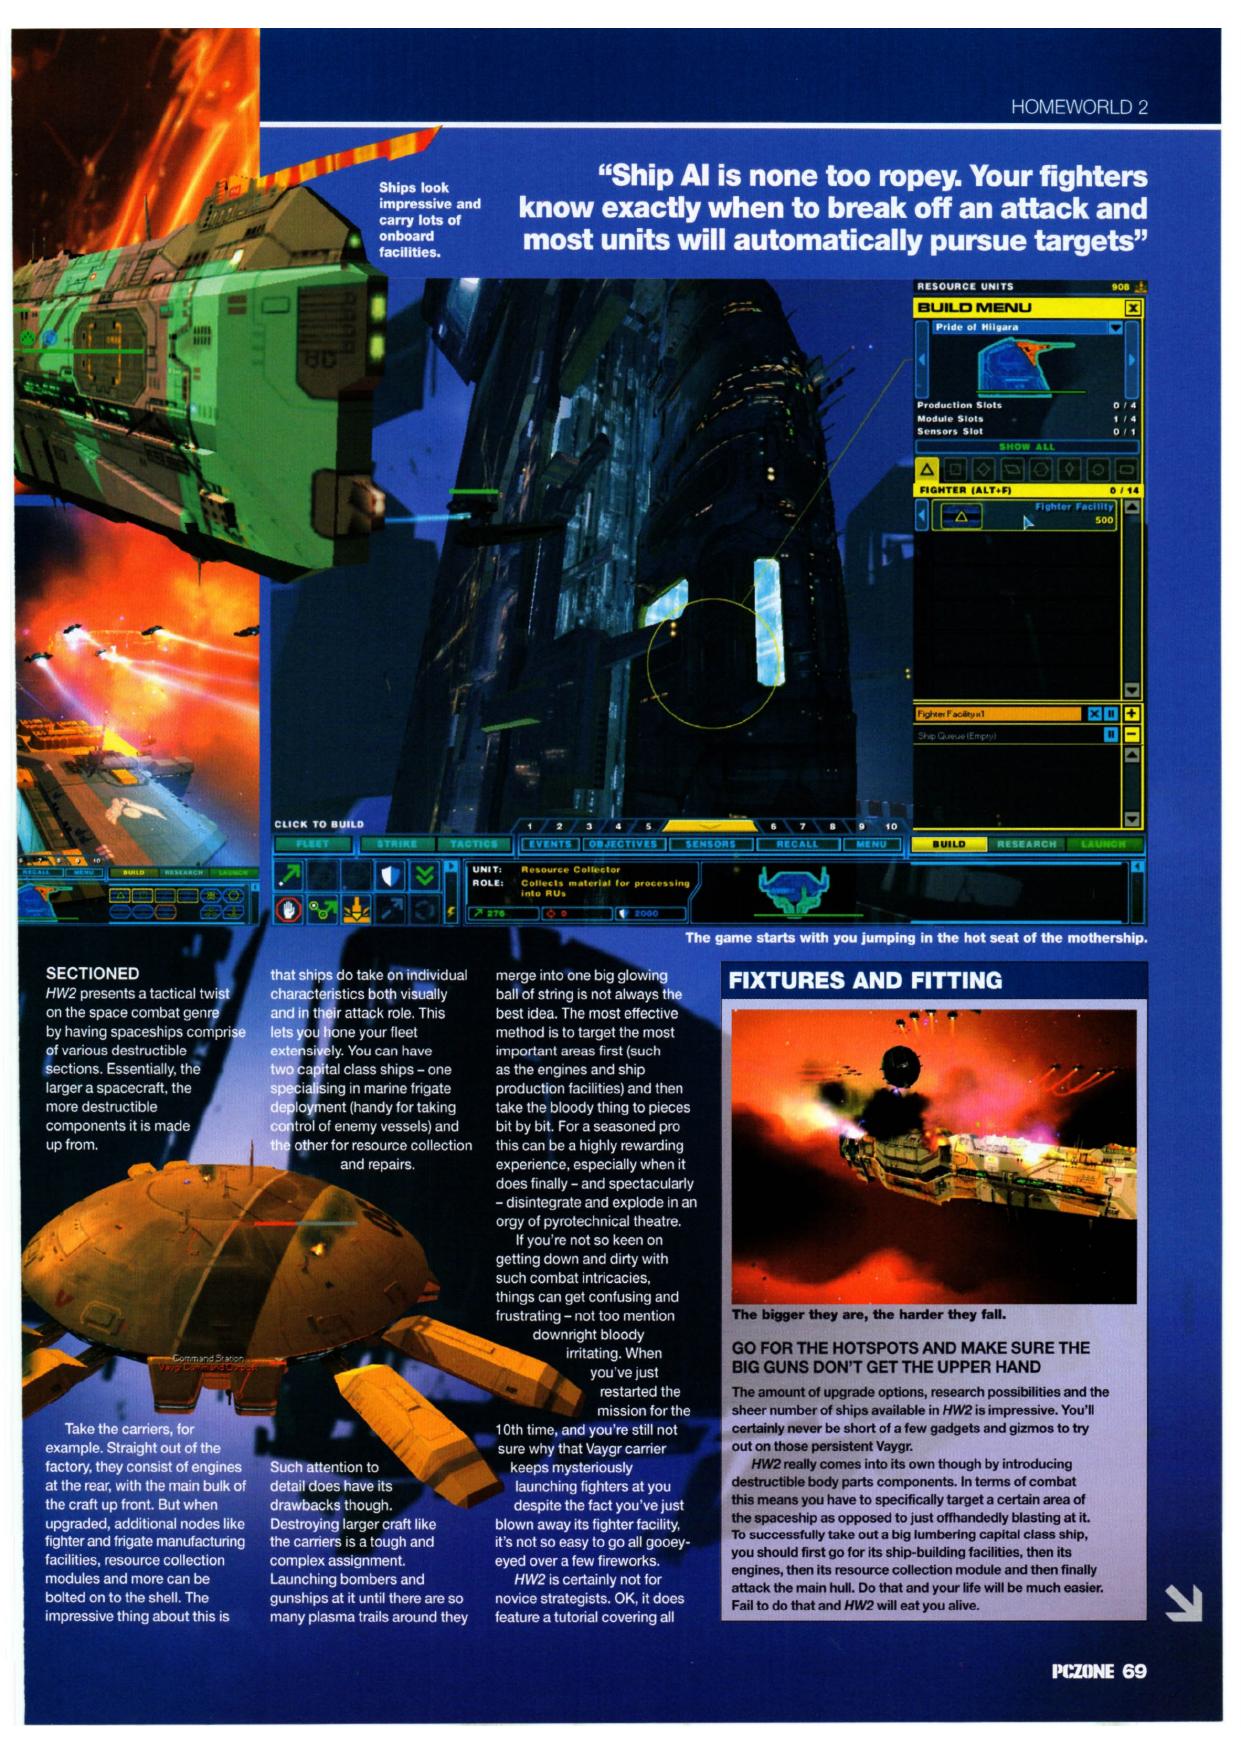 HOMEWORLD 2
“Ship AI is none too ropey. Your fighters
know exactly when to break off an attack and
most units will automatically pursue targets”
Ships look
impressive and
carry lots of
onboard
facilities.
RESOURCE UNITS 908
BUILD MENU
Pride of Hiigara
Production Slots 0 / 4
Module Slots 1 / 4
Sensors Slot 0 / 1
SHOW ALL
FIGHTER (ALT+F) 0 / 14
Fighter Facility
500
Fighter Facility x1
Ship Queue (Empty)
CLICK TO BUILD
1 2 3 4 5 6 7 8 9 10
FLEET STRIKE TACTICS EVENTS OBJECTIVES SENSORS RECALL MENU BUILD RESEARCH LAUNCH
UNIT: Resource Collector
ROLE: Collects material for processing
into RUs
276 0 2000
6 7 8 9 10
RECALL MENU BUILD RESEARCH LAUNCH
The game starts with you jumping in the hot seat of the mothership.
SECTIONED
HW2 presents a tactical twist
on the space combat genre
by having spaceships comprise
of various destructible
sections. Essentially, the
larger a spacecraft, the
more destructible
components it is made
up from.
Command Station
Vaygr Command Outpost
Take the carriers, for
example. Straight out of the
factory, they consist of engines
at the rear, with the main bulk of
the craft up front. But when
upgraded, additional nodes like
fighter and frigate manufacturing
facilities, resource collection
modules and more can be
bolted on to the shell. The
impressive thing about this is
that ships do take on individual
characteristics both visually
and in their attack role. This
lets you hone your fleet
extensively. You can have
two capital class ships – one
specialising in marine frigate
deployment (handy for taking
control of enemy vessels) and
the other for resource collection
and repairs.
Such attention to
detail does have its
drawbacks though.
Destroying larger craft like
the carriers is a tough and
complex assignment.
Launching bombers and
gunships at it until there are so
many plasma trails around they
merge into one big glowing
ball of string is not always the
best idea. The most effective
method is to target the most
important areas first (such
as the engines and ship
production facilities) and then
take the bloody thing to pieces
bit by bit. For a seasoned pro
this can be a highly rewarding
experience, especially when it
does finally – and spectacularly
– disintegrate and explode in an
orgy of pyrotechnical theatre.
If you're not so keen on
getting down and dirty with
such combat intricacies,
things can get confusing and
frustrating – not too mention
downright bloody
irritating. When
you've just
restarted the
mission for the
10th time, and you're still not
sure why that Vaygr carrier
keeps mysteriously
launching fighters at you
despite the fact you've just
blown away its fighter facility,
it's not so easy to go all gooey-
eyed over a few fireworks.
HW2 is certainly not for
novice strategists. OK, it does
feature a tutorial covering all
FIXTURES AND FITTING
The bigger they are, the harder they fall.
GO FOR THE HOTSPOTS AND MAKE SURE THE
BIG GUNS DON'T GET THE UPPER HAND
The amount of upgrade options, research possibilities and the
sheer number of ships available in HW2 is impressive. You'll
certainly never be short of a few gadgets and gizmos to try
out on those persistent Vaygr.
HW2 really comes into its own though by introducing
destructible body parts components. In terms of combat
this means you have to specifically target a certain area of
the spaceship as opposed to just offhandedly blasting at it.
To successfully take out a big lumbering capital class ship,
you should first go for its ship-building facilities, then its
engines, then its resource collection module and then finally
attack the main hull. Do that and your life will be much easier.
Fail to do that and HW2 will eat you alive.
PCZONE 69